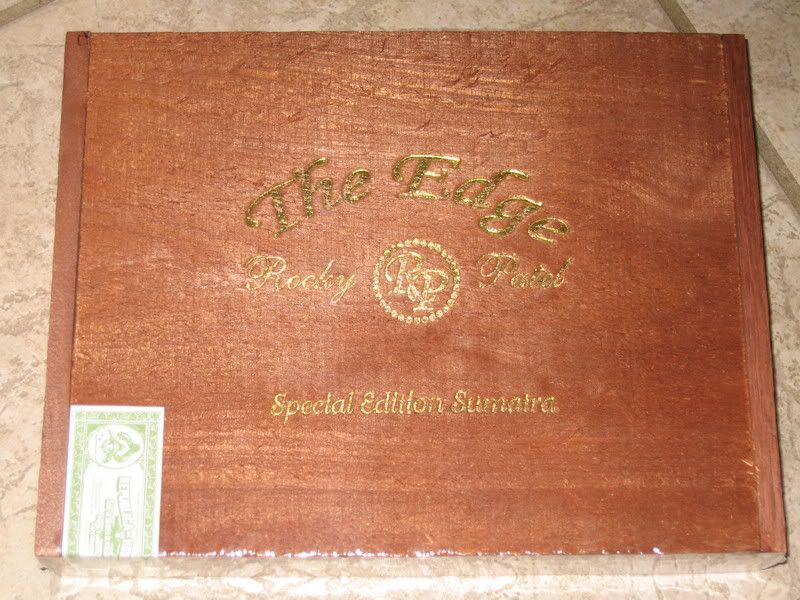 The Edge
Rocky RP Patel
Special Edition Sumatra